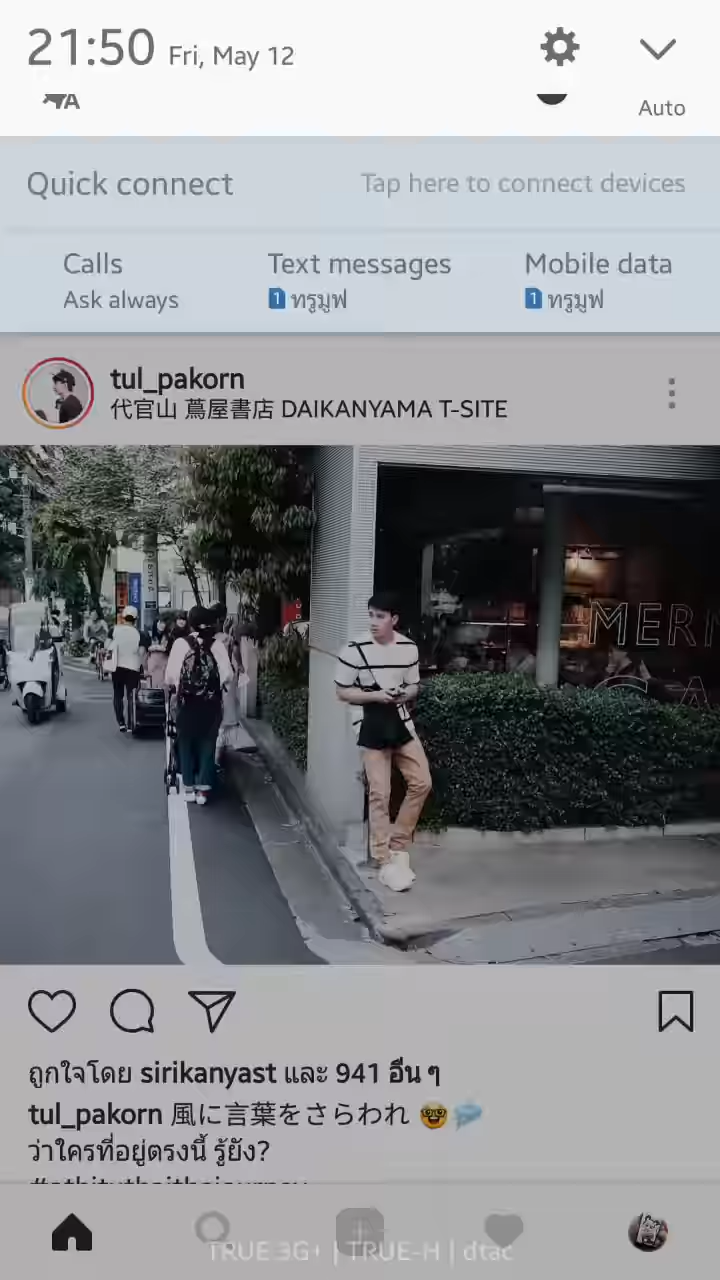 21:50 Fri, May 12
A
Auto
Quick connect
Tap here to connect devices
Calls
Text messages
Mobile data
Ask always
1 ทรูมูฟ
1 ทรูมูฟ
tul_pakorn
代官山 蔦屋書店 DAIKANYAMA T-SITE
MER
CA
ถูกใจโดย sirikanyast และ 941 อื่น ๆ
tul_pakorn 風に言葉をさらわれ
ว่าใครที่อยู่ตรงนี้ รู้ยัง?
TRUE 3G+ | TRUE-H | dtac